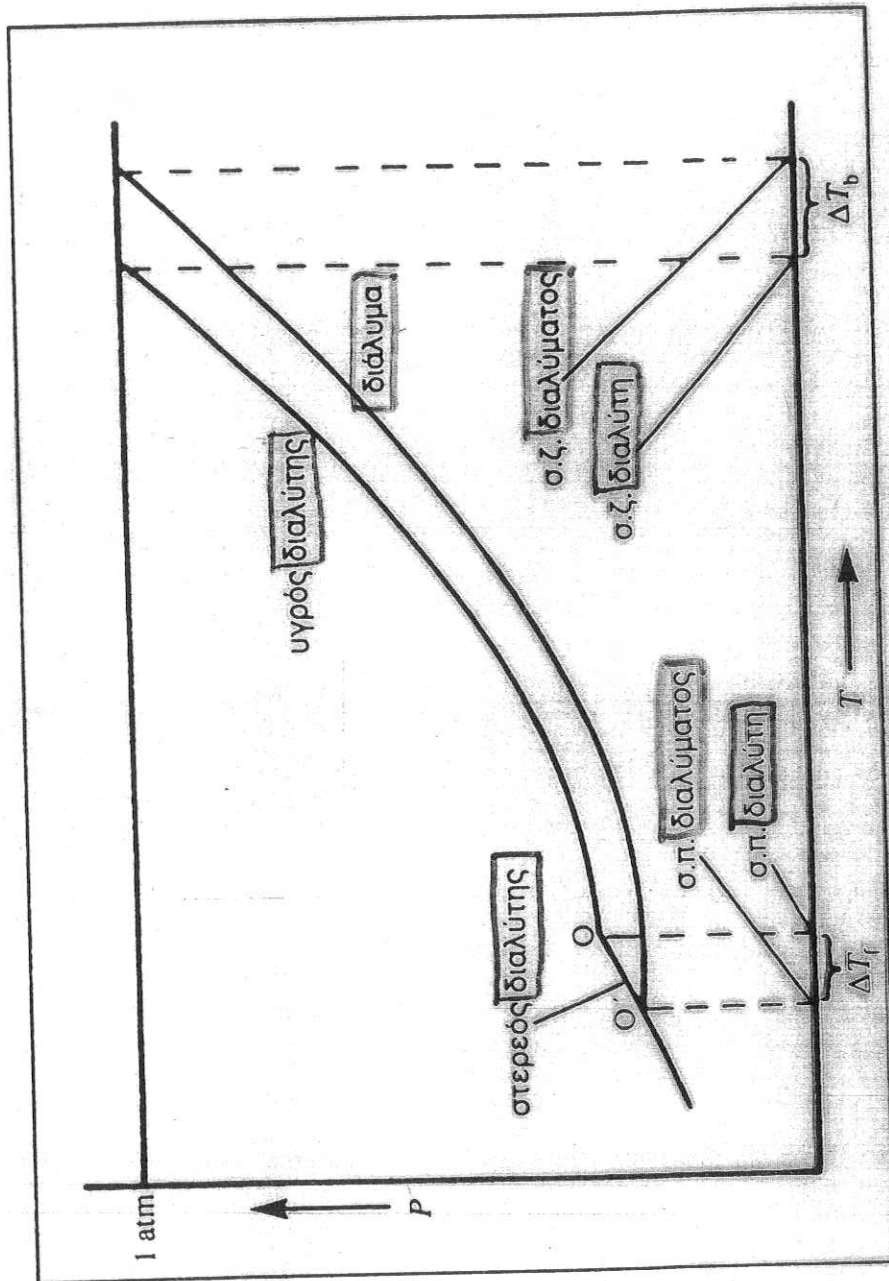 1 atm
P
υγρός διαλύτης
διάλυμα
στερεός διαλύτης
O
O'
σ.ζ. διαλύματος
σ.ζ. διαλύτη
σ.π. διαλύματος
σ.π. διαλύτη
ΔT_f
T
ΔT_b